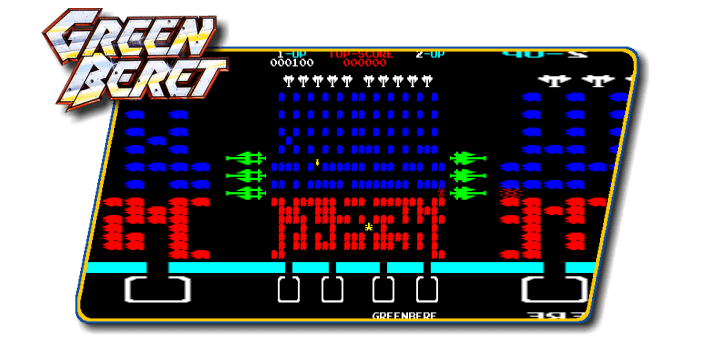 GREEN
BERET
1-UP TOP-SCORE 2-UP
000100 000000
GREENBERE